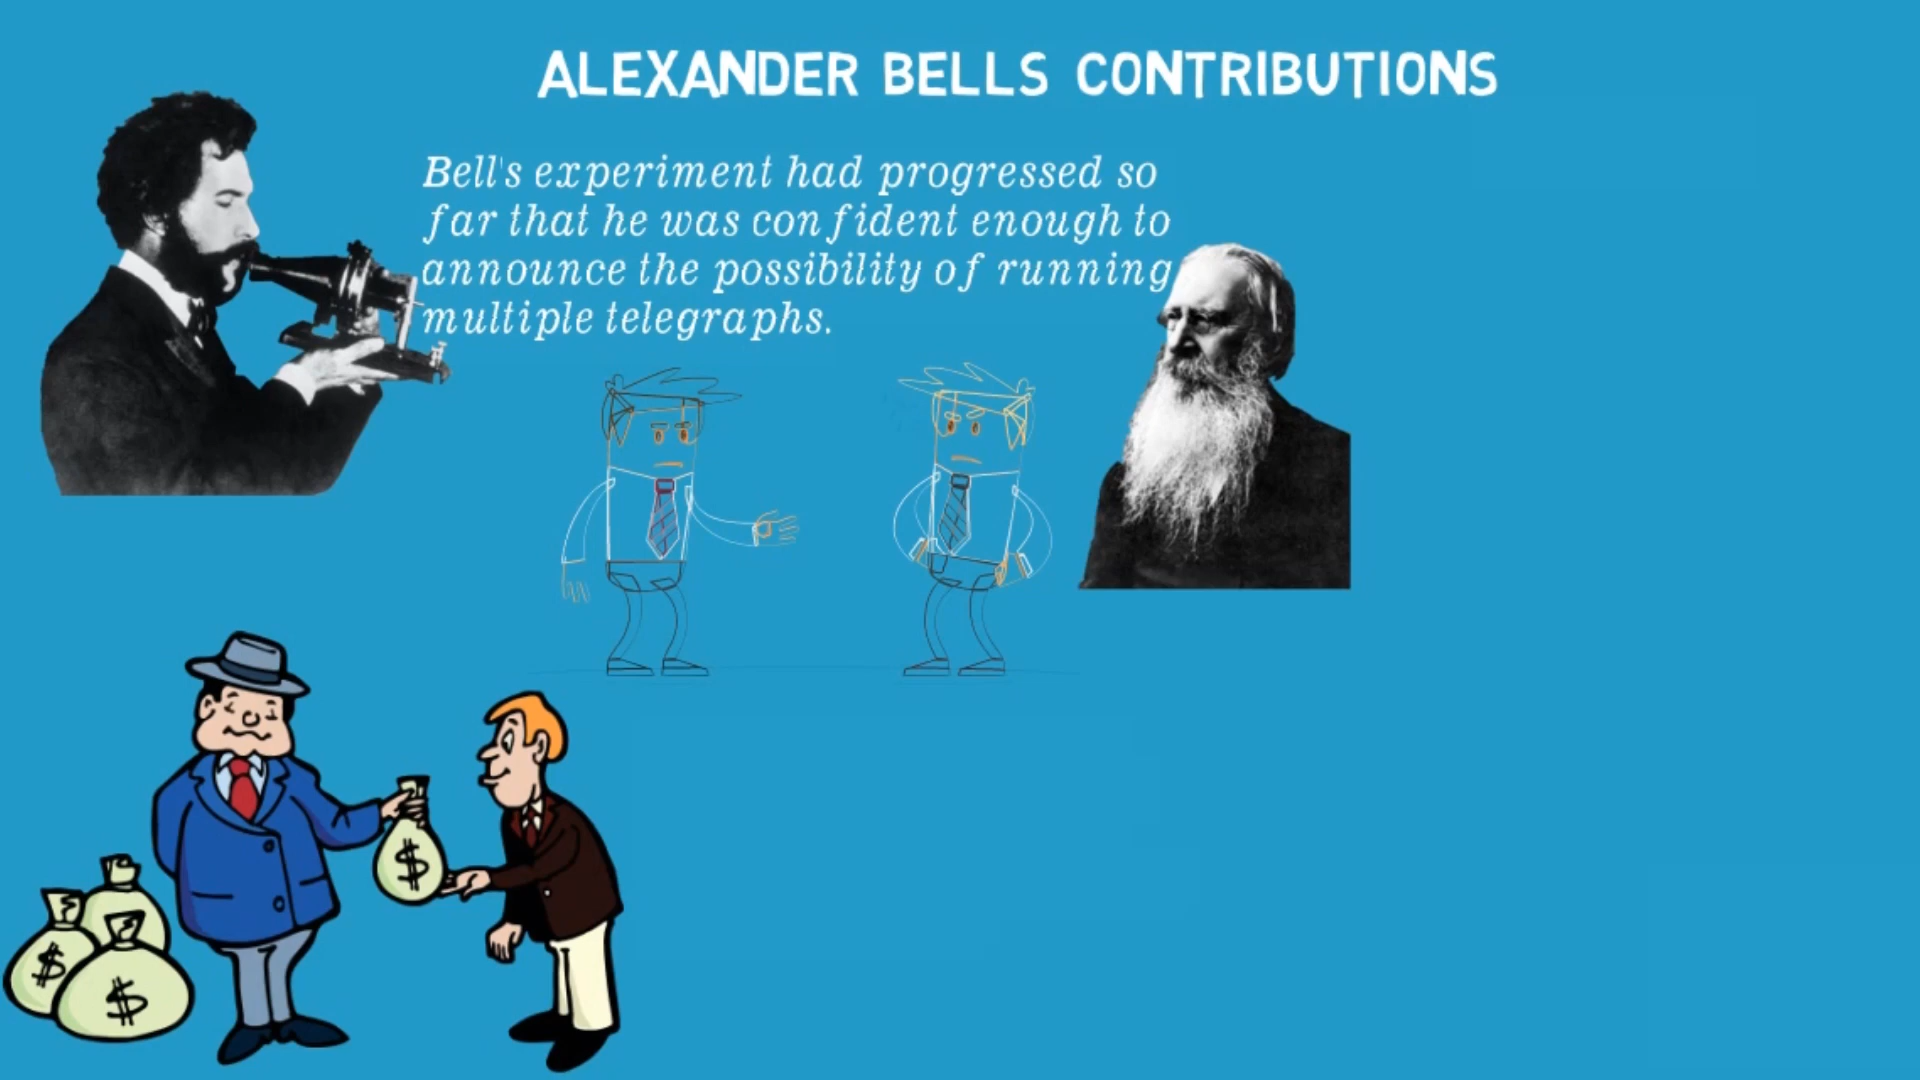 ALEXANDER BELLS CONTRIBUTIONS
Bell's experiment had progressed so
far that he was confident enough to
announce the possibility of running
multiple telegraphs.
$
$
$